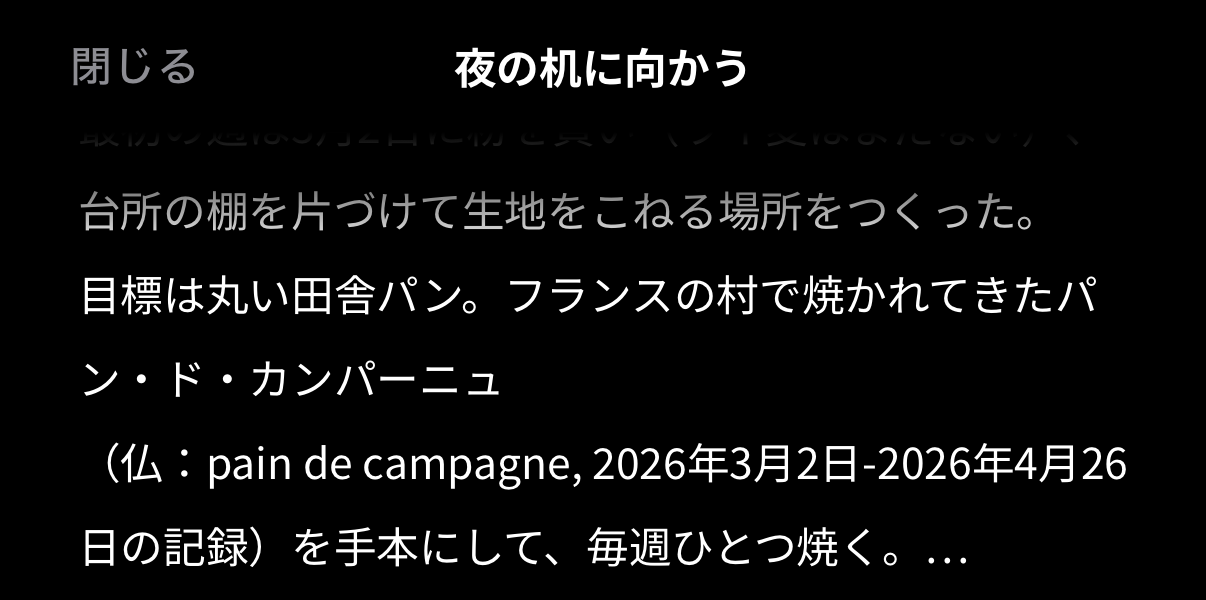 閉じる
夜の机に向かう
台所の棚を片づけて生地をこねる場所をつくった。
目標は丸い田舎パン。フランスの村で焼かれてきたパ
ン・ド・カンパーニュ
（仏：pain de campagne, 2026年3月2日-2026年4月26
日の記録）を手本にして、毎週ひとつ焼く。…